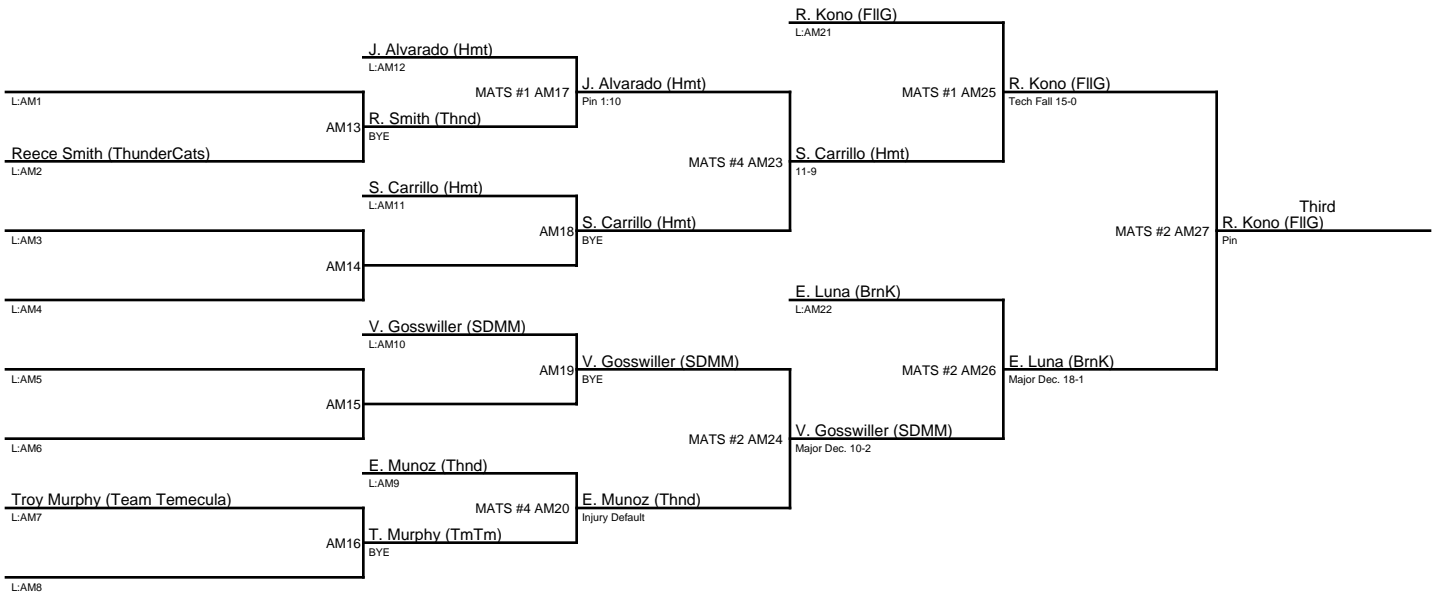 R. Kono (FllG)
L:AM21
J. Alvarado (Hmt)
L:AM12
MATS #1 AM17
J. Alvarado (Hmt)
Pin 1:10
MATS #1 AM25
R. Kono (FllG)
Tech Fall 15-0
L:AM1
AM13
R. Smith (Thnd)
BYE
Reece Smith (ThunderCats)
L:AM2
MATS #4 AM23
S. Carrillo (Hmt)
11-9
S. Carrillo (Hmt)
L:AM11
AM18
S. Carrillo (Hmt)
BYE
L:AM3
AM14
L:AM4
Third
MATS #2 AM27
R. Kono (FllG)
Pin
E. Luna (BrnK)
L:AM22
V. Gosswiller (SDMM)
L:AM10
AM19
V. Gosswiller (SDMM)
BYE
MATS #2 AM26
E. Luna (BrnK)
Major Dec. 18-1
L:AM5
AM15
L:AM6
MATS #2 AM24
V. Gosswiller (SDMM)
Major Dec. 10-2
E. Munoz (Thnd)
L:AM9
Troy Murphy (Team Temecula)
L:AM7
MATS #4 AM20
E. Munoz (Thnd)
Injury Default
AM16
T. Murphy (TmTm)
BYE
L:AM8